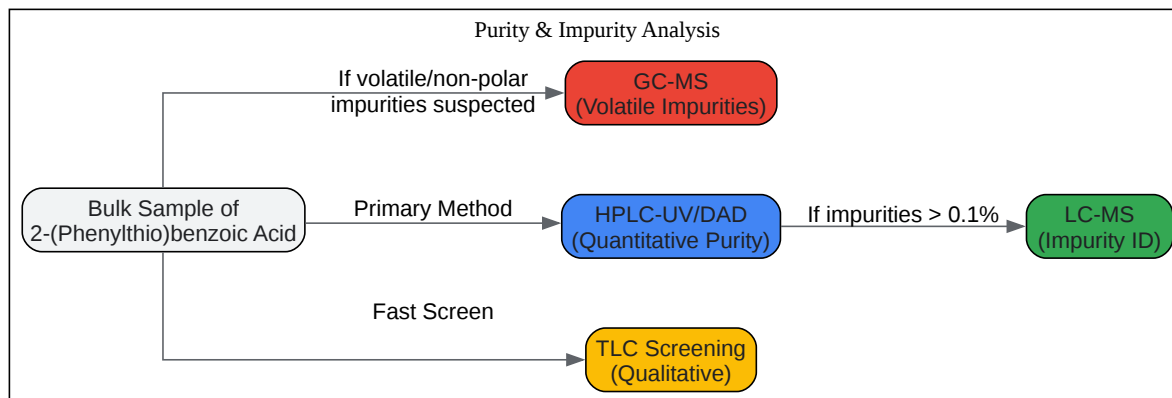 Purity & Impurity Analysis
If volatile/non-polar
impurities suspected
GC-MS
(Volatile Impurities)
Bulk Sample of
2-(Phenylthio)benzoic Acid
Primary Method
HPLC-UV/DAD
(Quantitative Purity)
If impurities > 0.1%
LC-MS
(Impurity ID)
Fast Screen
TLC Screening
(Qualitative)